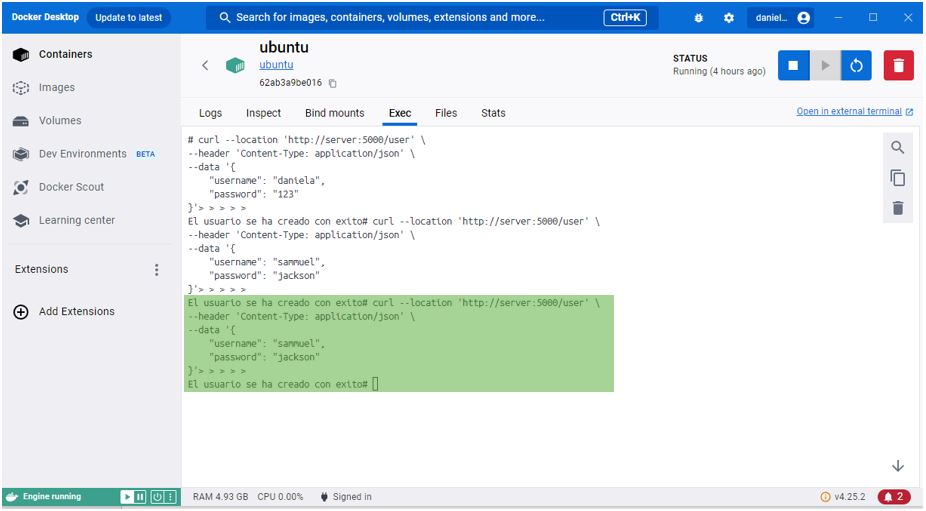 Docker Desktop
Update to latest
Search for images, containers, volumes, extensions and more...
Ctrl+K
daniel...
Containers
Images
Volumes
Dev Environments BETA
Docker Scout
Learning center
Extensions
Add Extensions
ubuntu
ubuntu
62ab3a9be016
STATUS
Running (4 hours ago)
Logs Inspect Bind mounts Exec Files Stats
Open in external terminal
# curl --location 'http://server:5000/user' \
--header 'Content-Type: application/json' \
--data '{
"username": "daniela",
"password": "123"
}'> > > > >
El usuario se ha creado con exito# curl --location 'http://server:5000/user' \
--header 'Content-Type: application/json' \
--data '{
"username": "sammuel",
"password": "jackson"
}'> > > > >
El usuario se ha creado con exito# curl --location 'http://server:5000/user' \
--header 'Content-Type: application/json' \
--data '{
"username": "sammuel",
"password": "jackson"
}'> > > > >
El usuario se ha creado con exito#
Engine running
RAM 4.93 GB CPU 0.00% Signed in
v4.25.2
2